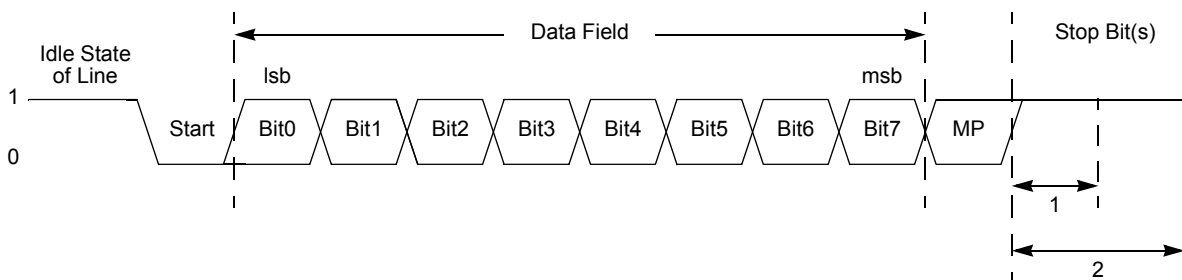 Data Field
Stop Bit(s)
Idle State
of Line
lsb
msb
1
Start
Bit0
Bit1
Bit2
Bit3
Bit4
Bit5
Bit6
Bit7
MP
0
1
2